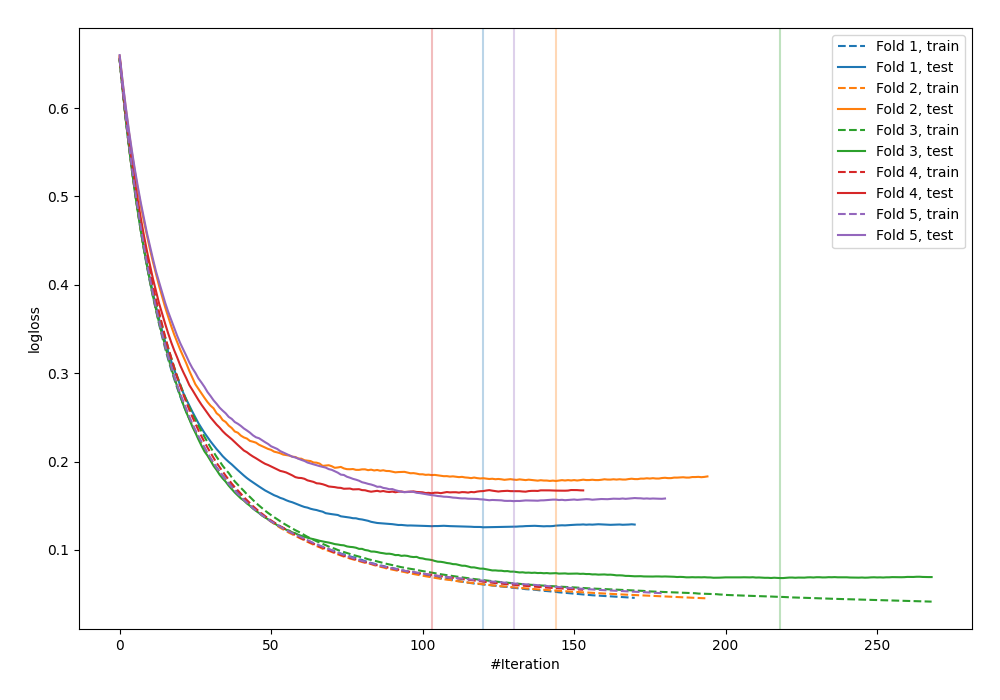 Fold 1, train
Fold 1, test
Fold 2, train
Fold 2, test
Fold 3, train
Fold 3, test
Fold 4, train
Fold 4, test
Fold 5, train
Fold 5, test
logloss
0.6
0.5
0.4
0.3
0.2
0.1
0
50
100
150
200
250
#Iteration